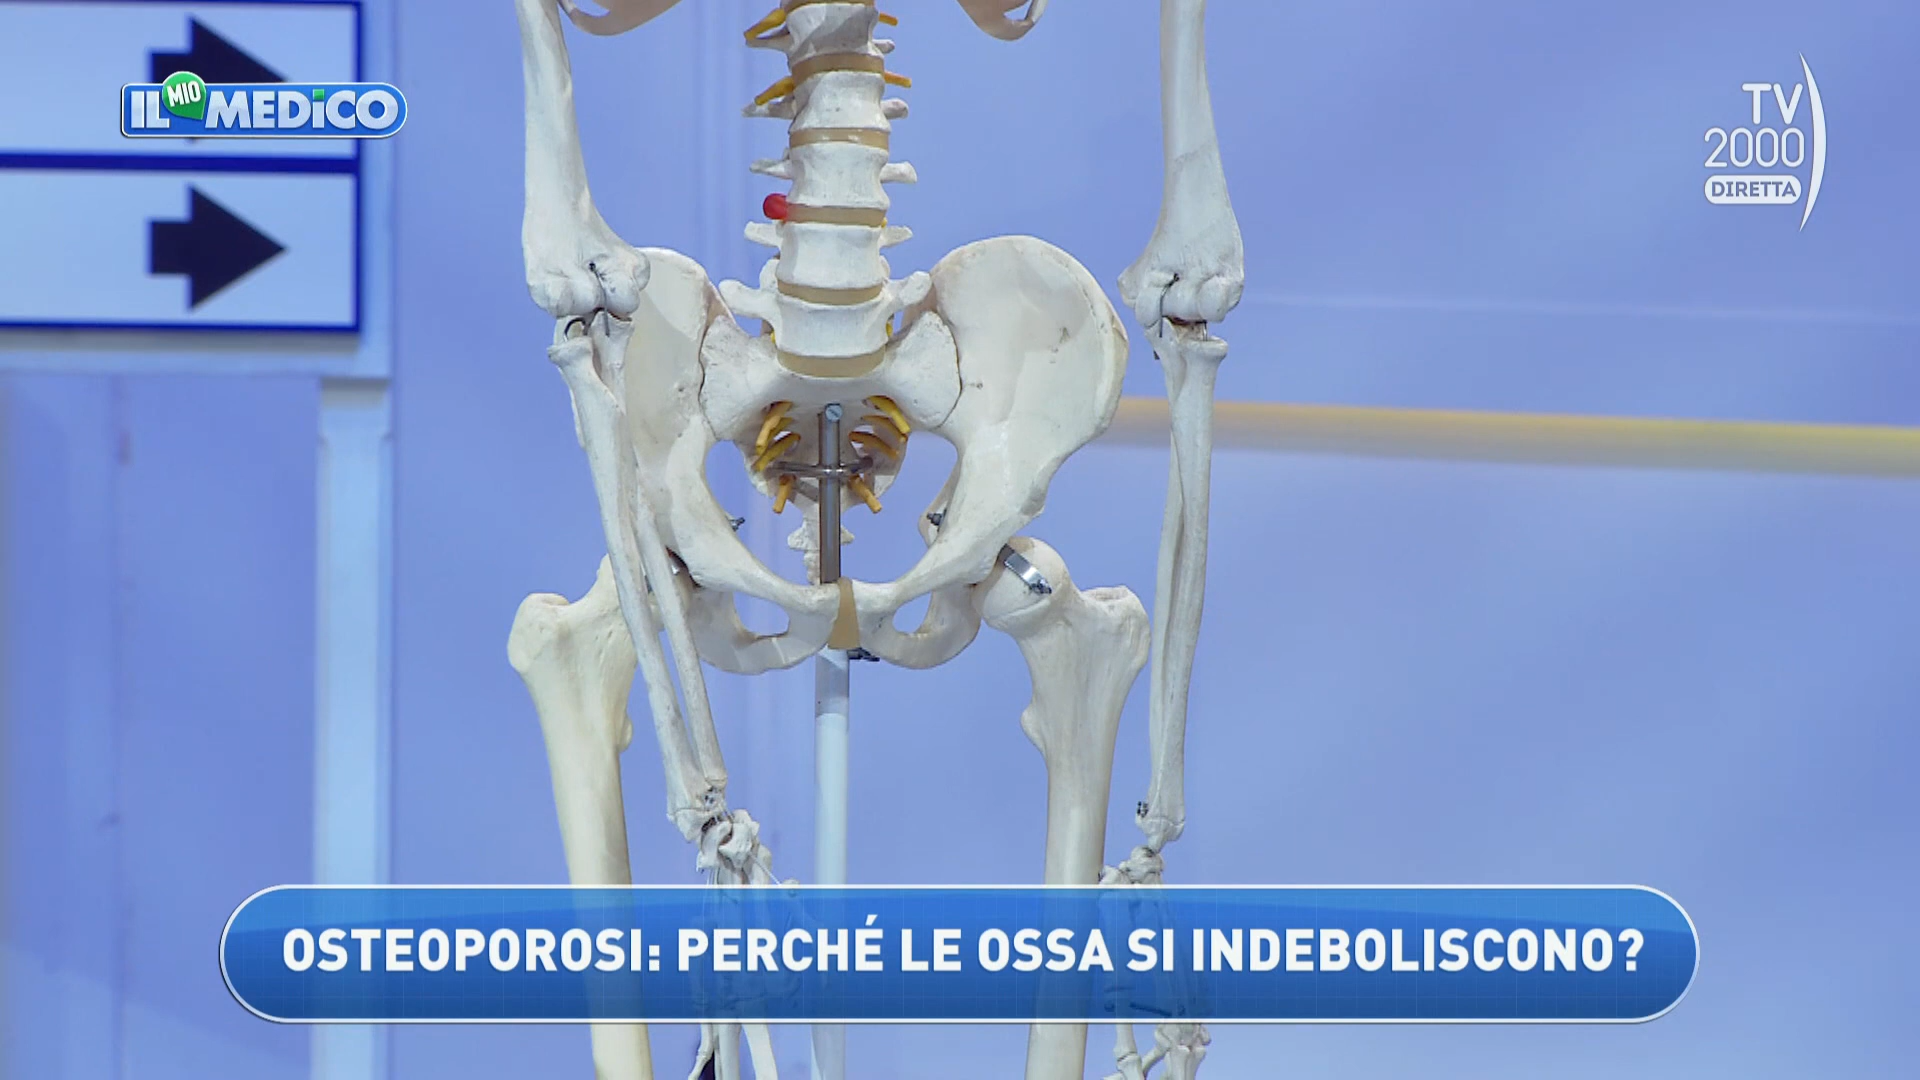 IL MIO MEDICO
TV
2000
DIRETTA
OSTEOPOROSI: PERCHÉ LE OSSA SI INDEBOLISCONO?